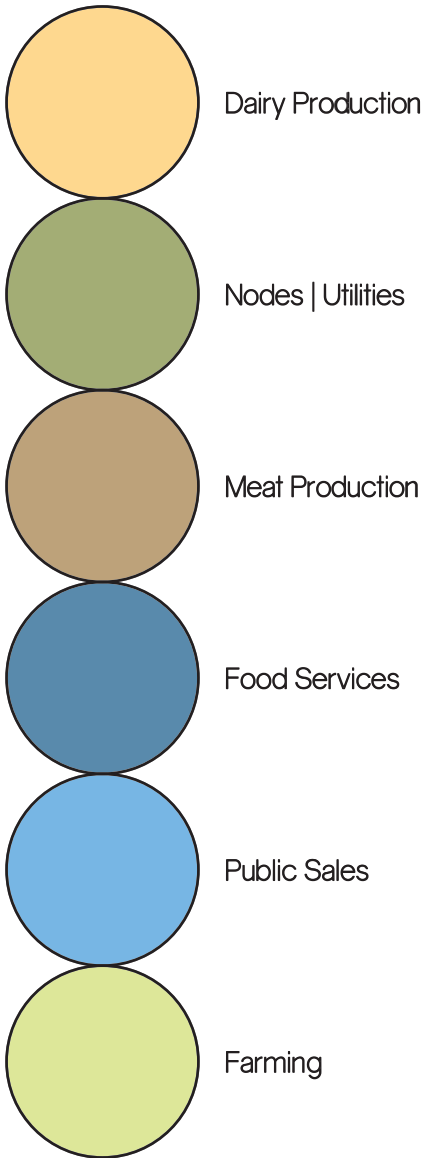 Dairy Production
Nodes | Utilities
Meat Production
Food Services
Public Sales
Farming